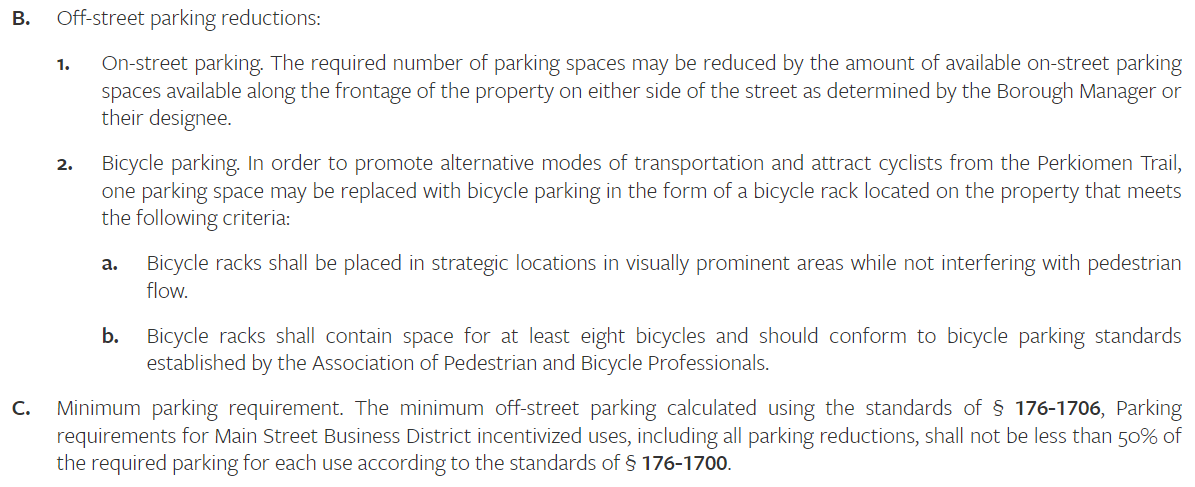 B. Off-street parking reductions:
1. On-street parking. The required number of parking spaces may be reduced by the amount of available on-street parking
spaces available along the frontage of the property on either side of the street as determined by the Borough Manager or
their designee.
2. Bicycle parking. In order to promote alternative modes of transportation and attract cyclists from the Perkiomen Trail,
one parking space may be replaced with bicycle parking in the form of a bicycle rack located on the property that meets
the following criteria:
a. Bicycle racks shall be placed in strategic locations in visually prominent areas while not interfering with pedestrian
flow.
b. Bicycle racks shall contain space for at least eight bicycles and should conform to bicycle parking standards
established by the Association of Pedestrian and Bicycle Professionals.
C. Minimum parking requirement. The minimum off-street parking calculated using the standards of § 176-1706, Parking
requirements for Main Street Business District incentivized uses, including all parking reductions, shall not be less than 50% of
the required parking for each use according to the standards of § 176-1700.